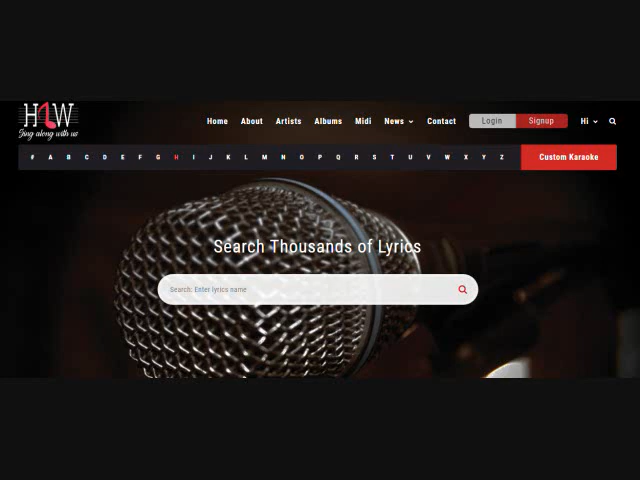 HLW
Sing along with us
Home About Artists Albums Midi News Contact Login Signup Hi
# A B C D E F G H I J K L M N O P Q R S T U V W X Y Z Custom Karaoke
Search Thousands of Lyrics
Search: Enter lyrics name